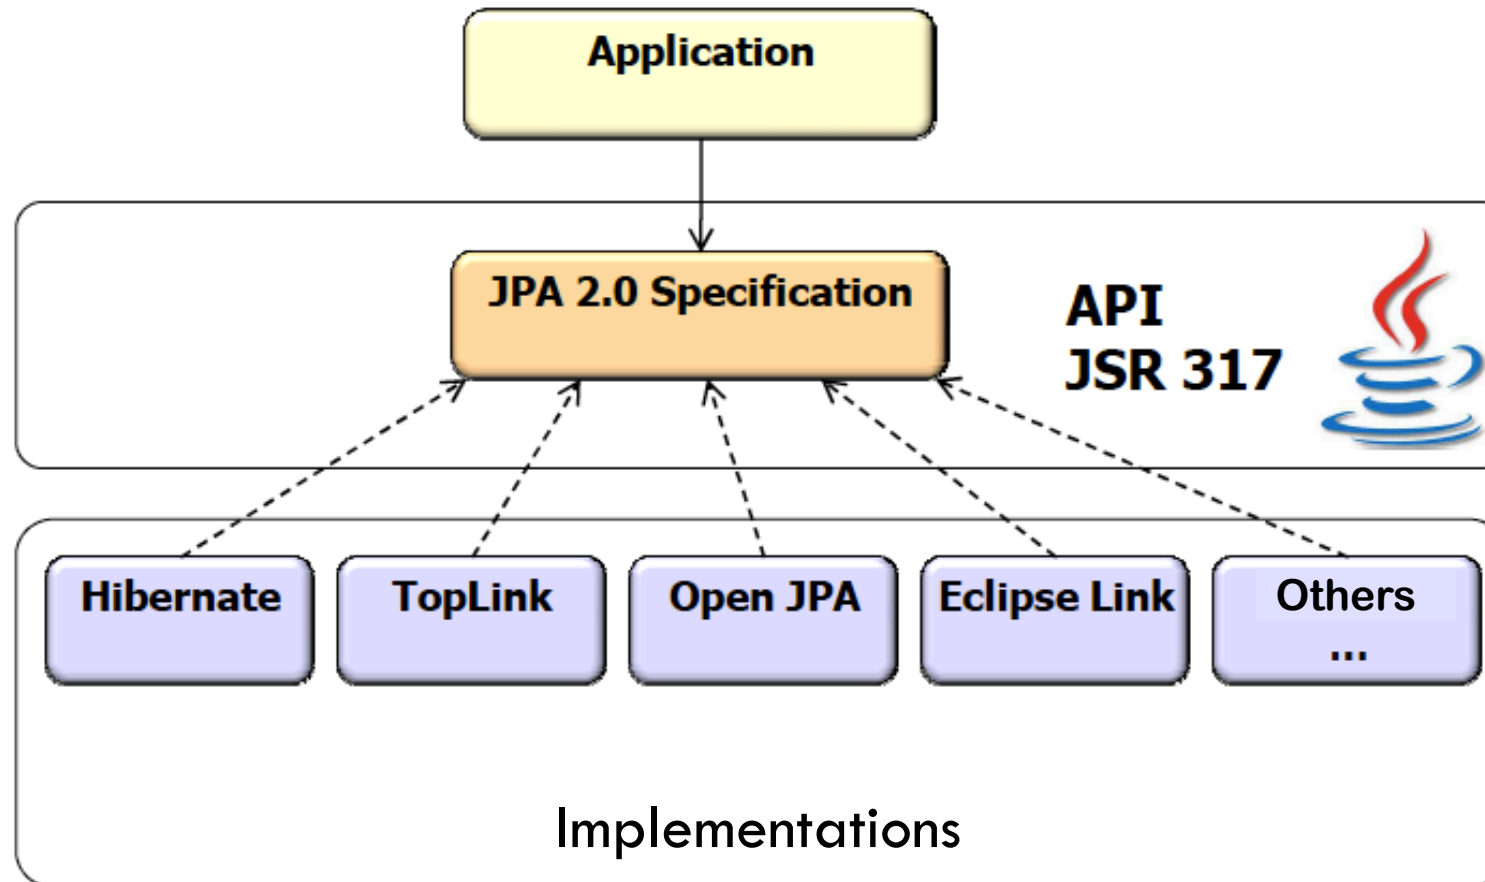 Application
JPA 2.0 Specification
API
JSR 317
Hibernate
TopLink
Open JPA
Eclipse Link
Others
...
Implementations